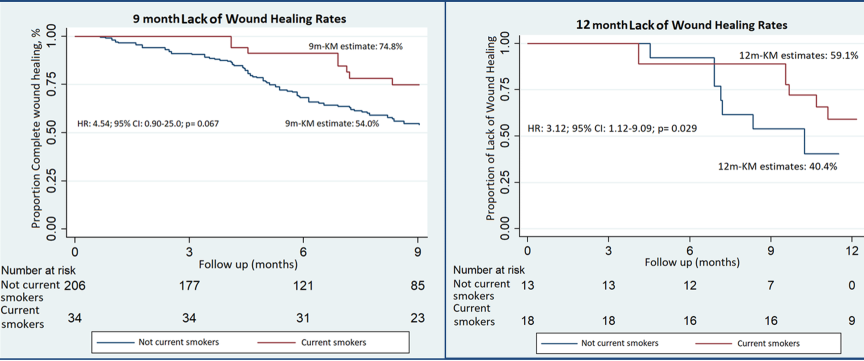 9 month Lack of Wound Healing Rates
Proportion Complete wound healing, %
1.00
0.75
0.50
0.25
0.00
9m-KM estimate: 74.8%
HR: 4.54; 95% CI: 0.90-25.0; p= 0.067
9m-KM estimate: 54.0%
0 3 6 9
Follow up (months)
Number at risk
Not current smokers 206 177 121 85
Current smokers 34 34 31 23
Not current smokers Current smokers
12 month Lack of Wound Healing Rates
Proportion of Lack of Wound Healing
1.00
0.75
0.50
0.25
0.00
12m-KM estimates: 59.1%
HR: 3.12; 95% CI: 1.12-9.09; p= 0.029
12m-KM estimates: 40.4%
0 3 6 9 12
Follow up (months)
Number at risk
Not current smokers 13 13 12 7 0
Current smokers 18 18 16 16 9
Not current smokers Current smokers